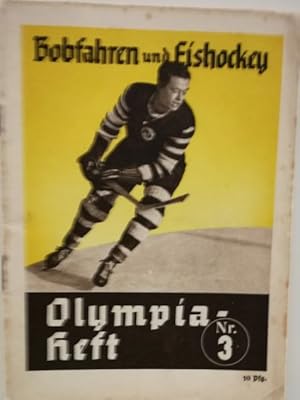 Bobfahren und Eishockey
Olympia-
Heft
Nr.
3
10 Pfg.